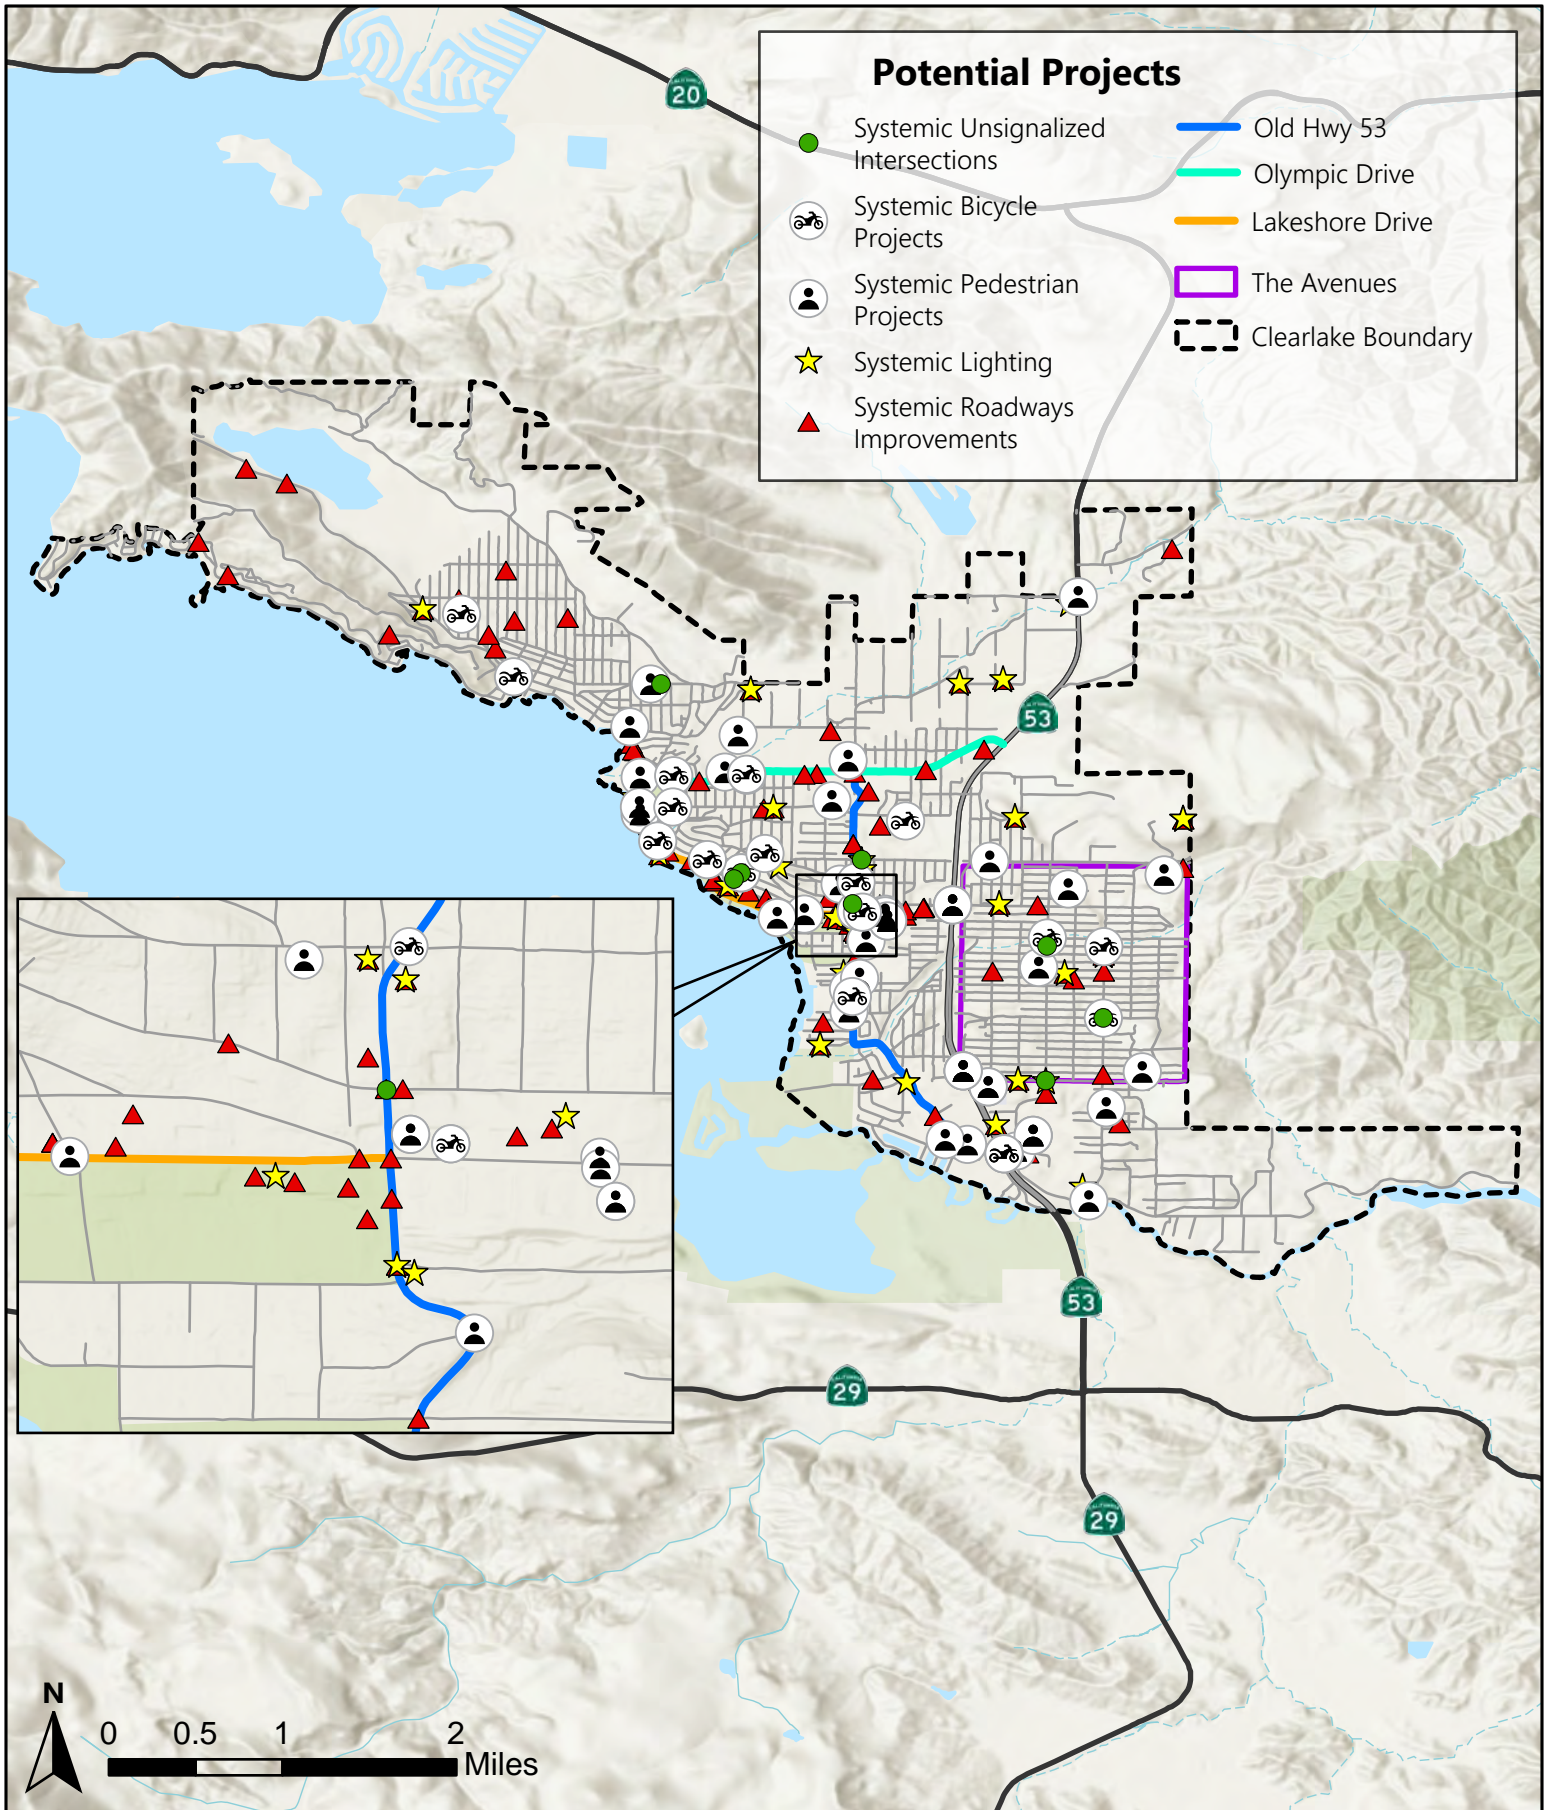 Potential Projects
Systemic Unsignalized
Intersections
Systemic Bicycle
Projects
Systemic Pedestrian
Projects
Systemic Lighting
Systemic Roadways
Improvements
Old Hwy 53
Olympic Drive
Lakeshore Drive
The Avenues
Clearlake Boundary
20
53
53
29
29
N
0 0.5 1 2
Miles